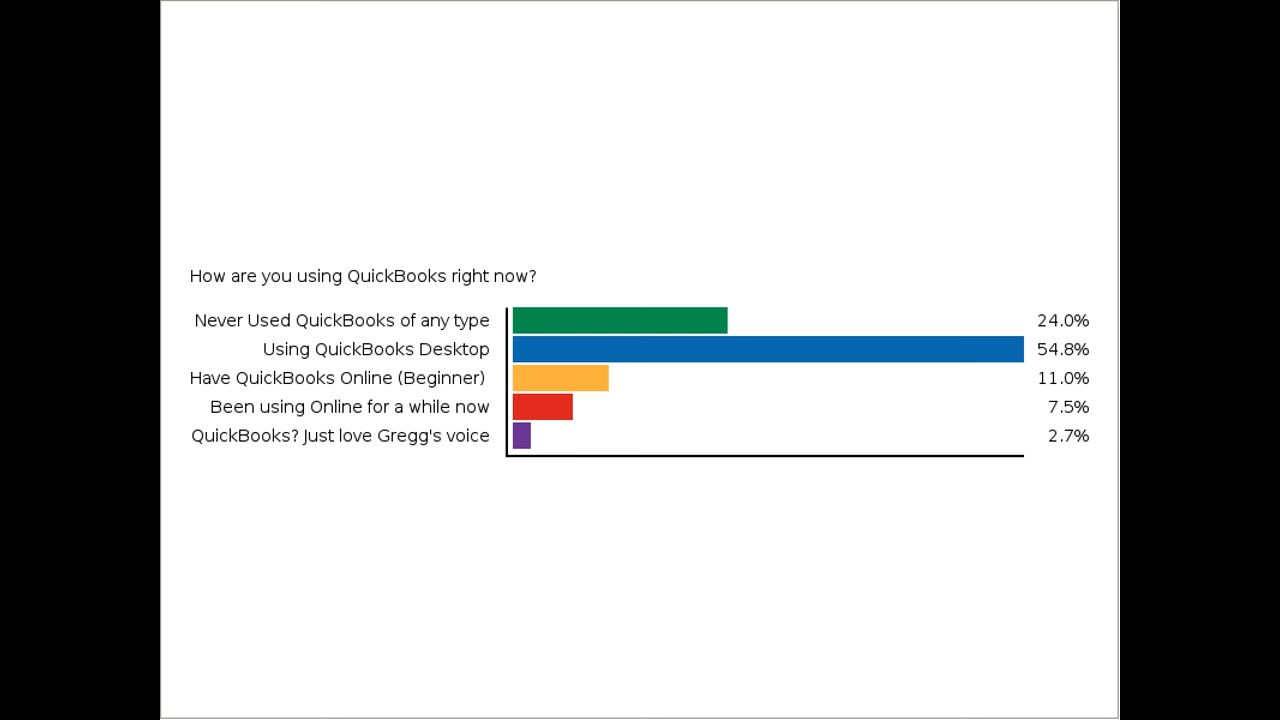 How are you using QuickBooks right now?
Never Used QuickBooks of any type 24.0%
Using QuickBooks Desktop 54.8%
Have QuickBooks Online (Beginner) 11.0%
Been using Online for a while now 7.5%
QuickBooks? Just love Gregg's voice 2.7%